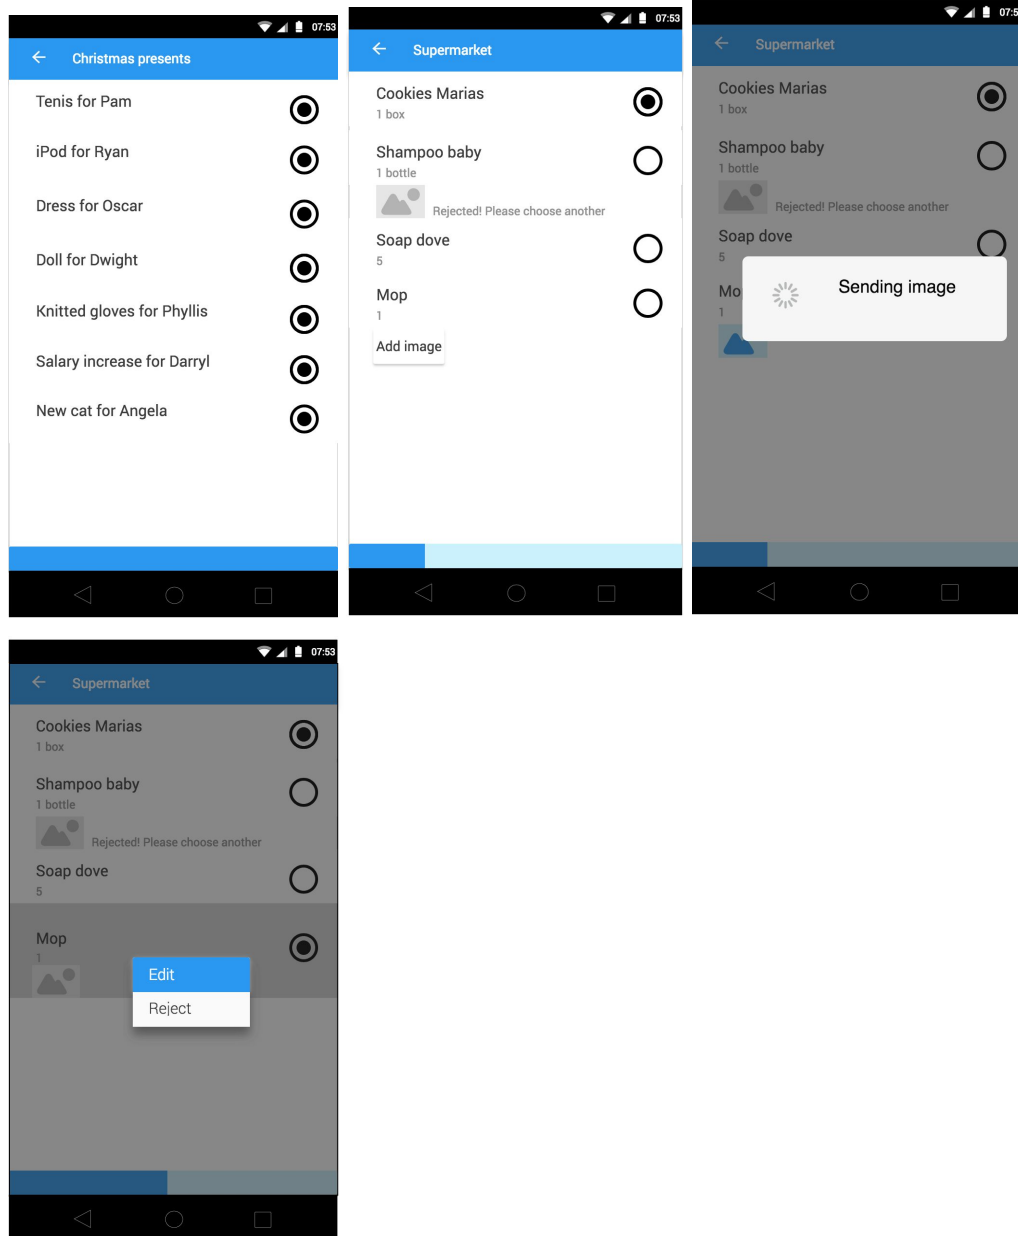 07:53
Christmas presents
Tenis for Pam
iPod for Ryan
Dress for Oscar
Doll for Dwight
Knitted gloves for Phyllis
Salary increase for Darryl
New cat for Angela
07:53
Supermarket
Cookies Marias
1 box
Shampoo baby
1 bottle
Rejected! Please choose another
Soap dove
5
Mop
1
Add image
07:5
Supermarket
Cookies Marias
1 box
Shampoo baby
1 bottle
Rejected! Please choose another
Soap dove
5
Sending image
Mo
1
07:53
Supermarket
Cookies Marias
1 box
Shampoo baby
1 bottle
Rejected! Please choose another
Soap dove
5
Mop
1
Edit
Reject